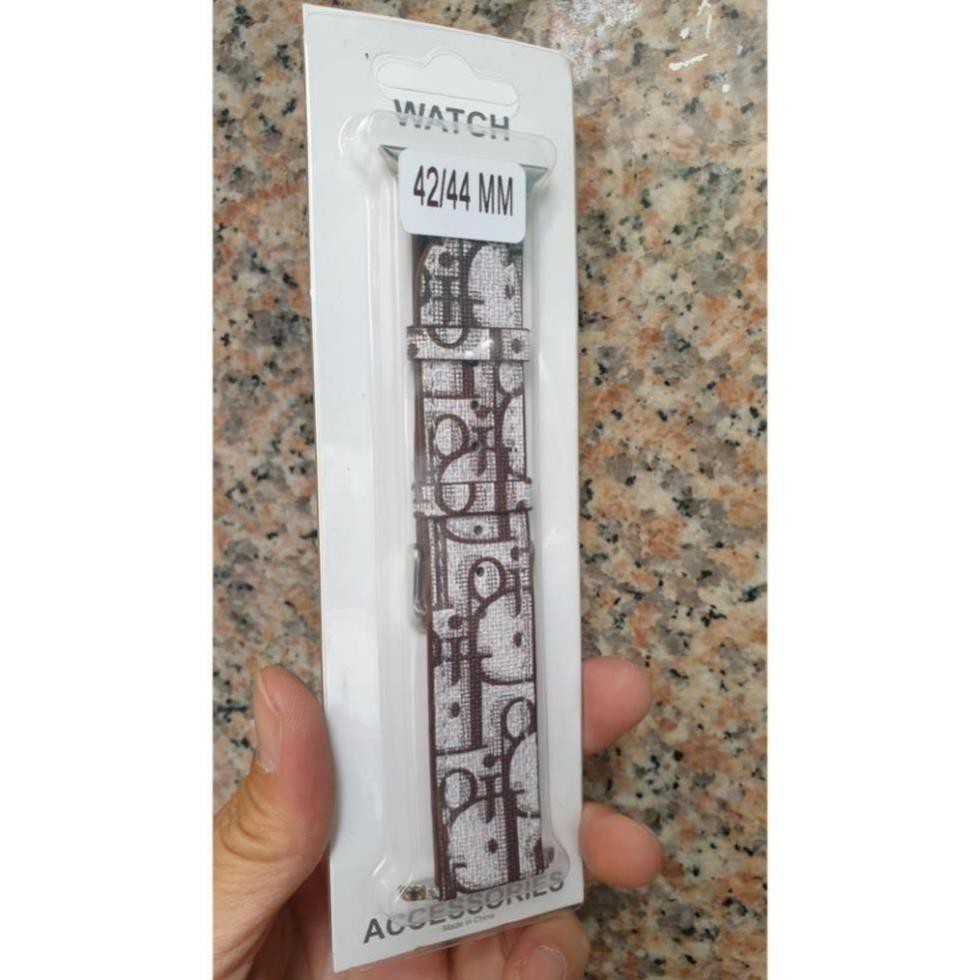 WATCH
42/44 MM
ACCESSORIES
Made in China